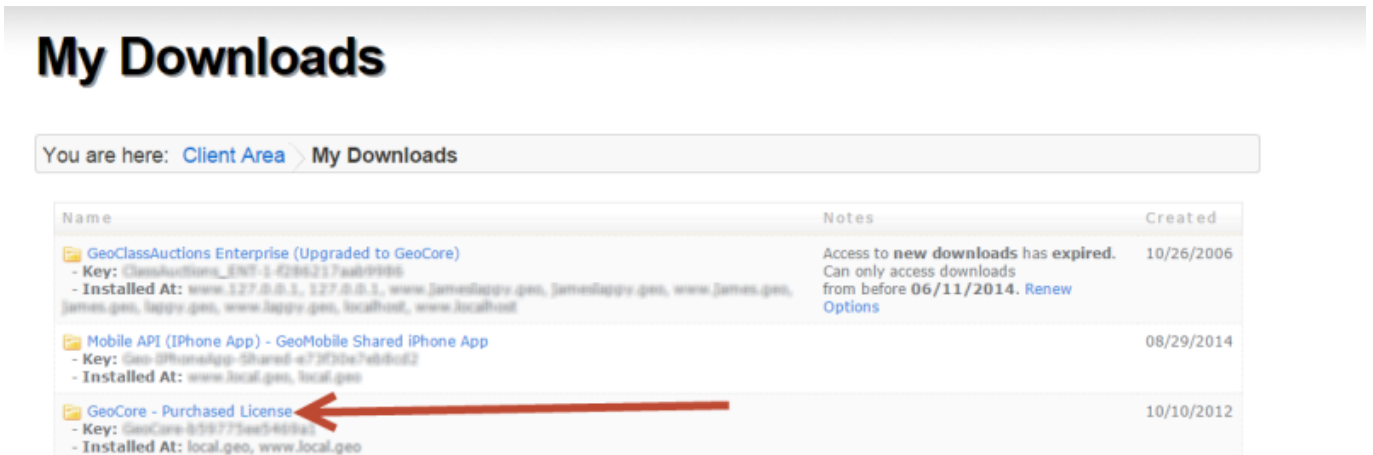 My Downloads
You are here: Client Area My Downloads
Name Notes Created
GeoClassAuctions Enterprise (Upgraded to GeoCore) Access to new downloads has expired. 10/26/2006
- Key: Can only access downloads
- Installed At: from before 06/11/2014. Renew
Options
Mobile API (IPhone App) - GeoMobile Shared iPhone App 08/29/2014
- Key:
- Installed At:
GeoCore - Purchased License 10/10/2012
- Key:
- Installed At: local.geo, www.local.geo